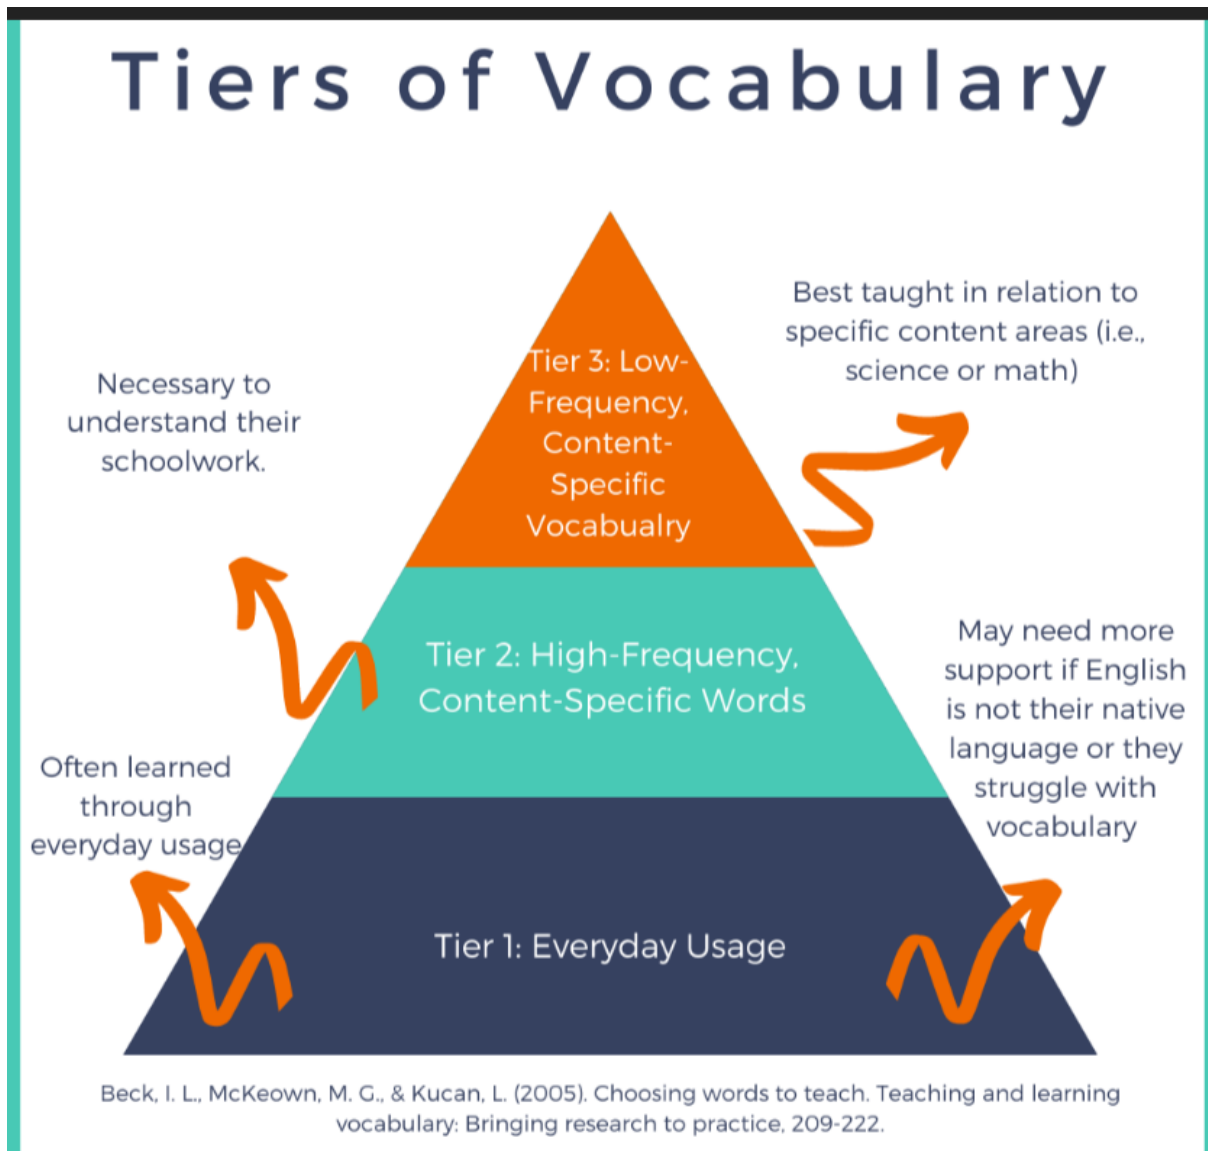 Tiers of Vocabulary
Best taught in relation to
specific content areas (i.e.,
science or math)
Tier 3: Low-
Frequency,
Content-
Specific
Vocabualry
Necessary to
understand their
schoolwork.
Tier 2: High-Frequency,
Content-Specific Words
May need more
support if English
is not their native
language or they
struggle with
vocabulary
Often learned
through
everyday usage
Tier 1: Everyday Usage
Beck, I. L., McKeown, M. G., & Kucan, L. (2005). Choosing words to teach. Teaching and learning
vocabulary: Bringing research to practice, 209-222.